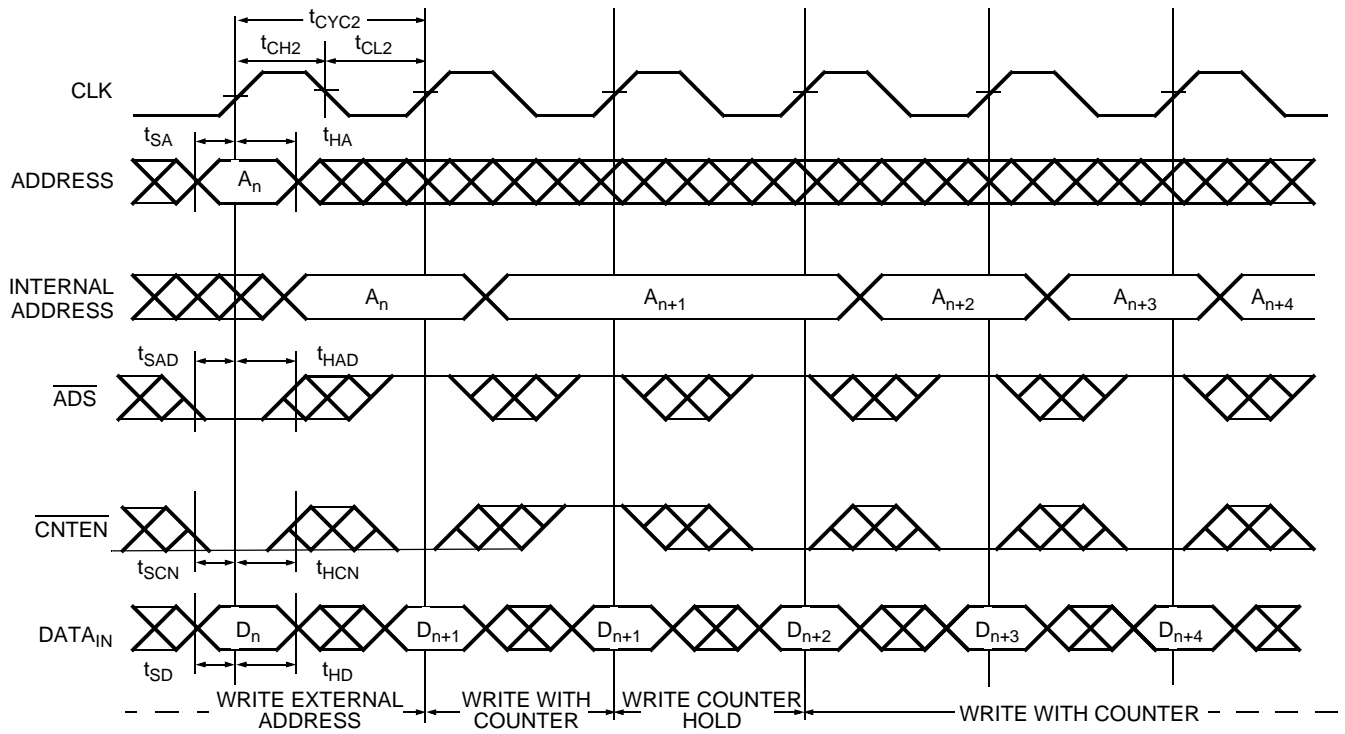 tCYC2
tCH2 tCL2
CLK
tSA tHA
ADDRESS An
INTERNAL
ADDRESS An An+1 An+2 An+3 An+4
tSAD tHAD
ADS
CNTEN
tSCN tHCN
DATAIN Dn Dn+1 Dn+1 Dn+2 Dn+3 Dn+4
tSD tHD
WRITE EXTERNAL
ADDRESS
WRITE WITH
COUNTER
WRITE COUNTER
HOLD
WRITE WITH COUNTER